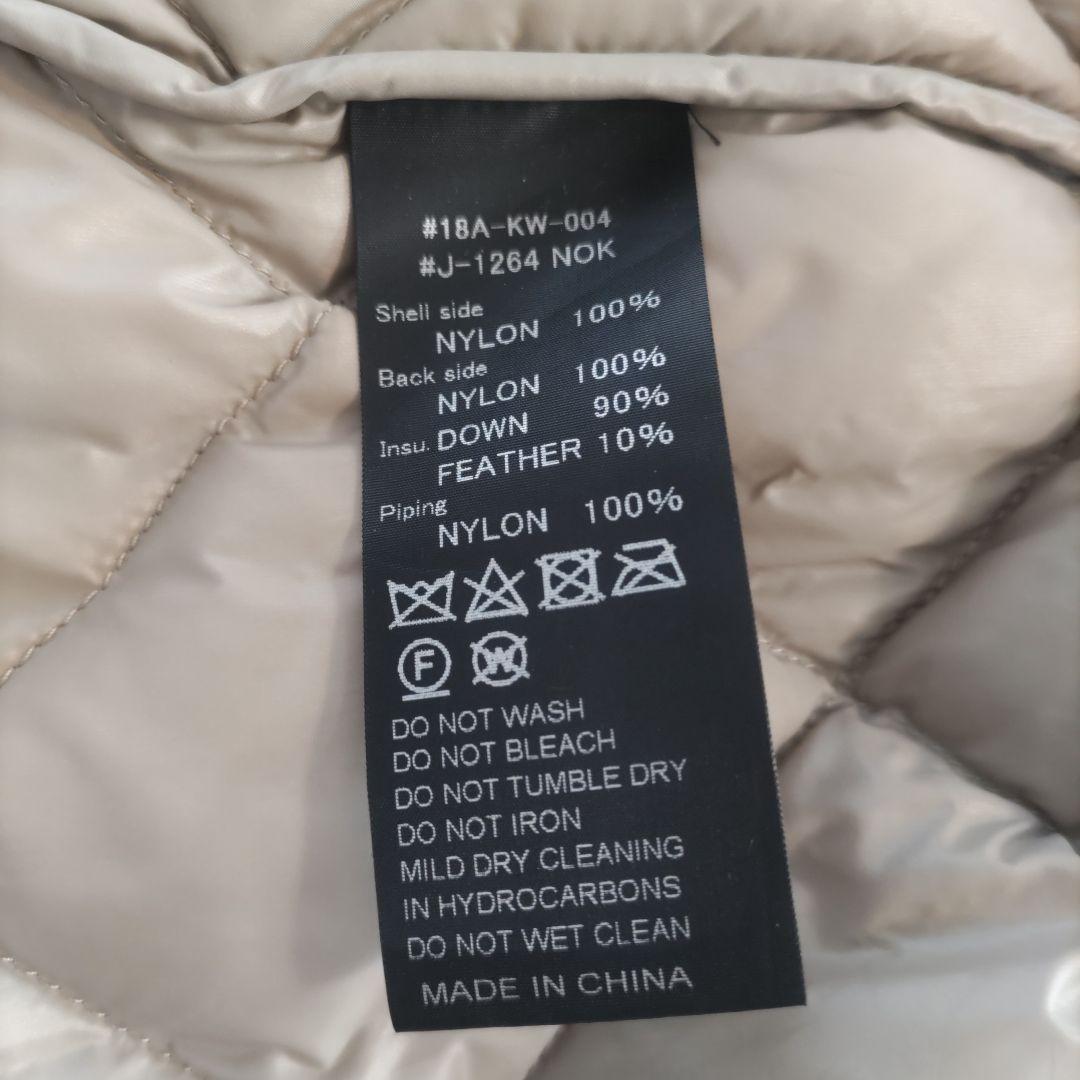 #18A-KW-004
#J-1264 NOK
Shell side
NYLON 100%
Back side
NYLON 100%
Insu. DOWN 90%
FEATHER 10%
Piping
NYLON 100%
F W
DO NOT WASH
DO NOT BLEACH
DO NOT TUMBLE DRY
DO NOT IRON
MILD DRY CLEANING
IN HYDROCARBONS
DO NOT WET CLEAN
MADE IN CHINA